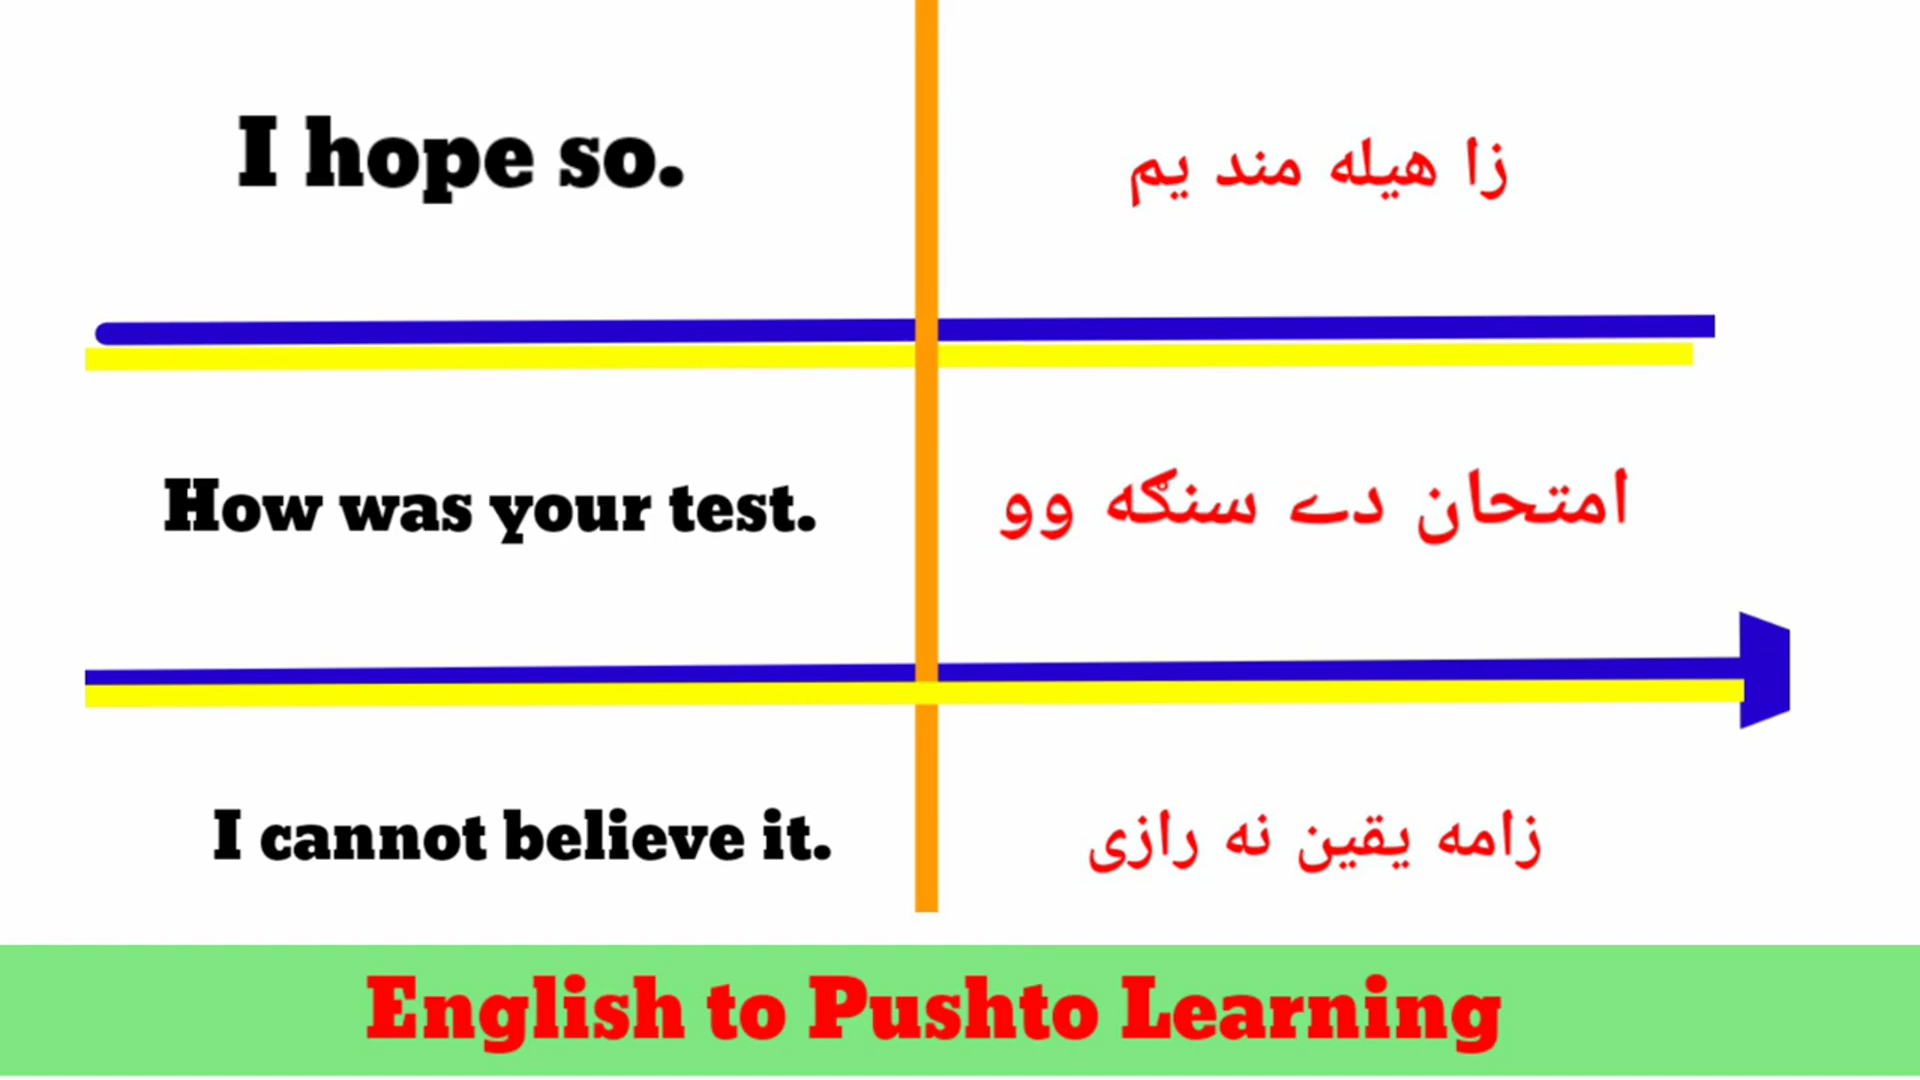 I hope so.
زا هیله مند یم
How was your test.
امتحان دے سنګه وو
I cannot believe it.
زامه یقین نه رازی
English to Pushto Learning